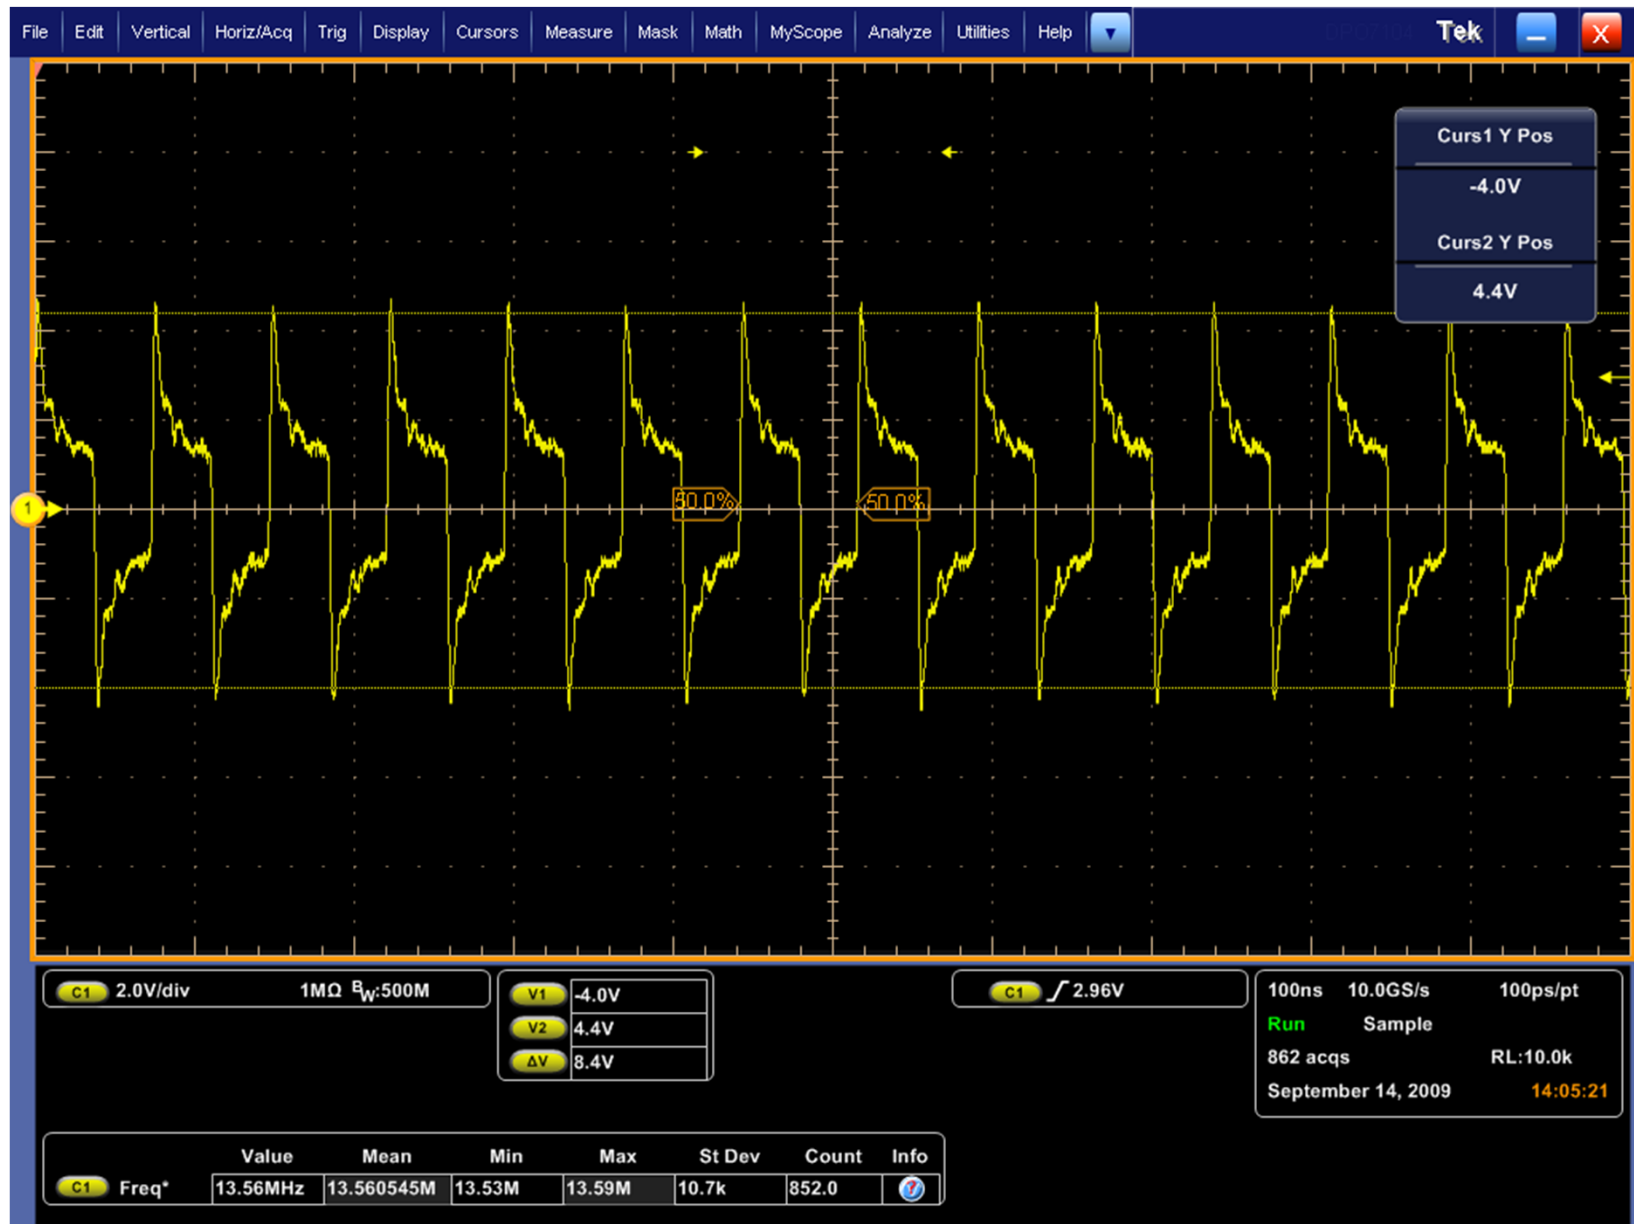 File Edit Vertical Horiz/Acq Trig Display Cursors Measure Mask Math MyScope Analyze Utilities Help Tek X
Curs1 Y Pos
-4.0V
Curs2 Y Pos
4.4V
1
50.0% 50.0%
C1 2.0V/div 1MΩ BW:500M
V1 -4.0V
V2 4.4V
ΔV 8.4V
C1 2.96V
100ns 10.0GS/s 100ps/pt
Run Sample
862 acqs RL:10.0k
September 14, 2009 14:05:21
Value Mean Min Max St Dev Count Info
C1 Freq* 13.56MHz 13.560545M 13.53M 13.59M 10.7k 852.0 ?